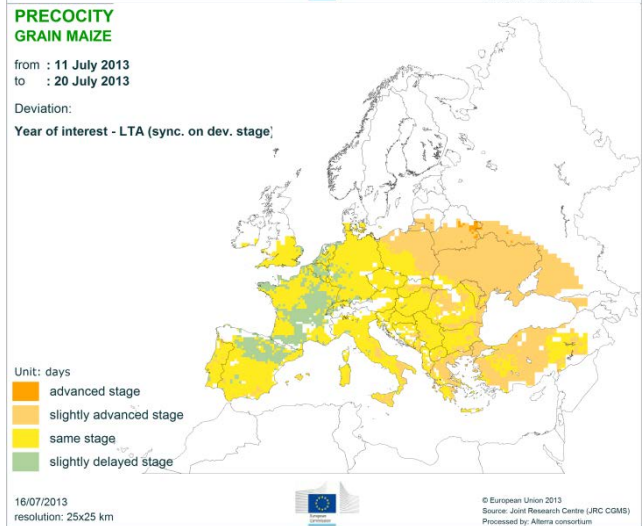 PRECOCITY
GRAIN MAIZE
from : 11 July 2013
to : 20 July 2013
Deviation:
Year of interest - LTA (sync. on dev. stage)
Unit: days
advanced stage
slightly advanced stage
same stage
slightly delayed stage
16/07/2013
resolution: 25x25 km
European
Commission
© European Union 2013
Source: Joint Research Centre (JRC CGMS)
Processed by: Alterra consortium